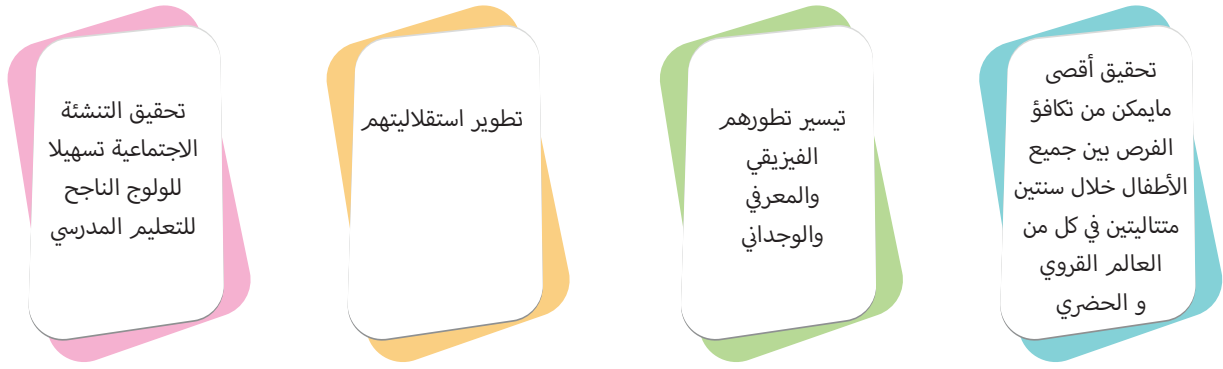 تحقيق أقصى
مايمكن من تكافؤ
الفرص بين جميع
الأطفال خلال سنتين
متتاليتين في كل من
العالم القروي
و الحضري
تيسير تطورهم
الفيزيقي
والمعرفي
والوجداني
تطوير استقلاليتهم
تحقيق التنشئة
الاجتماعية تسهيلا
للولوج الناجح
للتعليم المدرسي